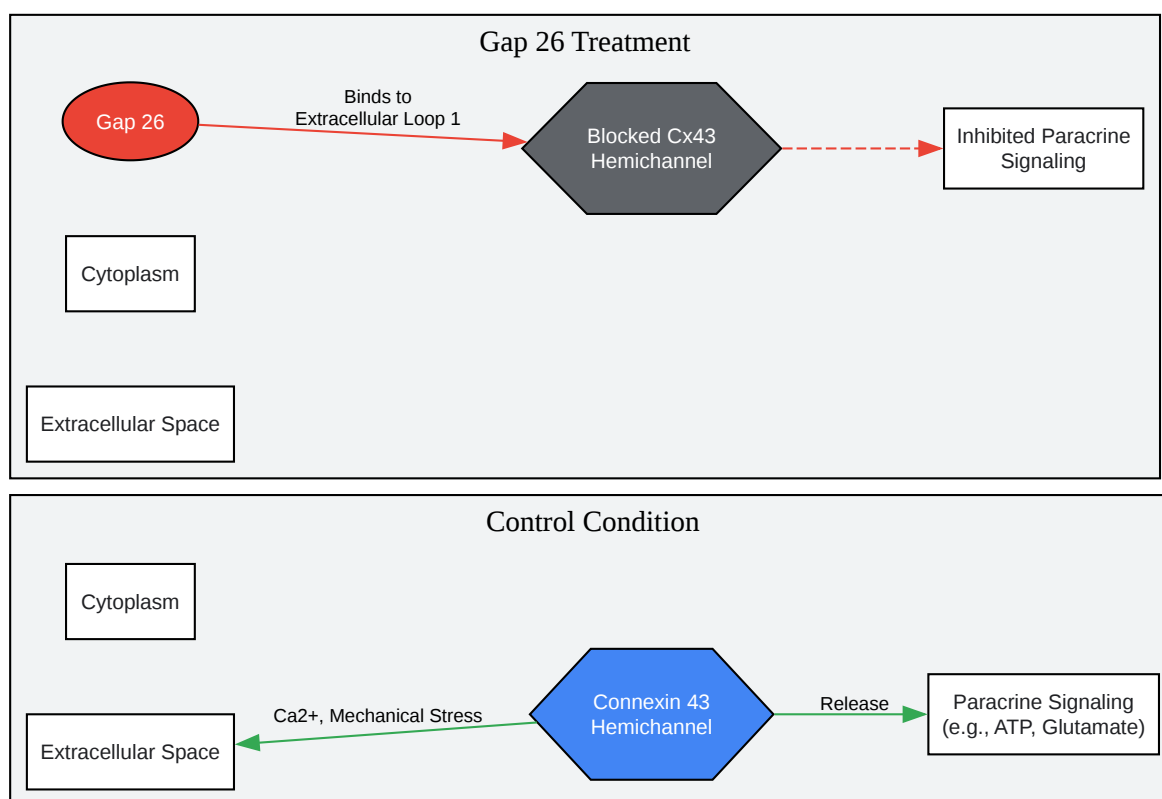 Gap 26 Treatment
Gap 26
Binds to
Extracellular Loop 1
Blocked Cx43
Hemichannel
Inhibited Paracrine
Signaling
Cytoplasm
Extracellular Space
Control Condition
Cytoplasm
Connexin 43
Hemichannel
Release
Paracrine Signaling
(e.g., ATP, Glutamate)
Ca2+, Mechanical Stress
Extracellular Space